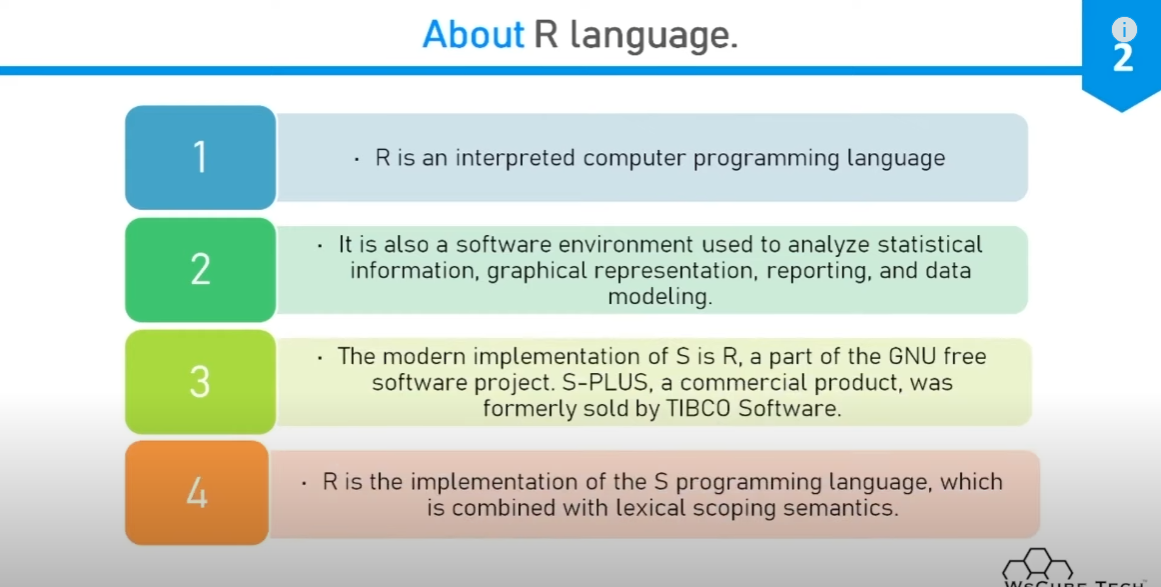 About R language.
i
2
1
· R is an interpreted computer programming language
2
· It is also a software environment used to analyze statistical
information, graphical representation, reporting, and data
modeling.
3
· The modern implementation of S is R, a part of the GNU free
software project. S-PLUS, a commercial product, was
formerly sold by TIBCO Software.
4
· R is the implementation of the S programming language, which
is combined with lexical scoping semantics.
WsCube Tech